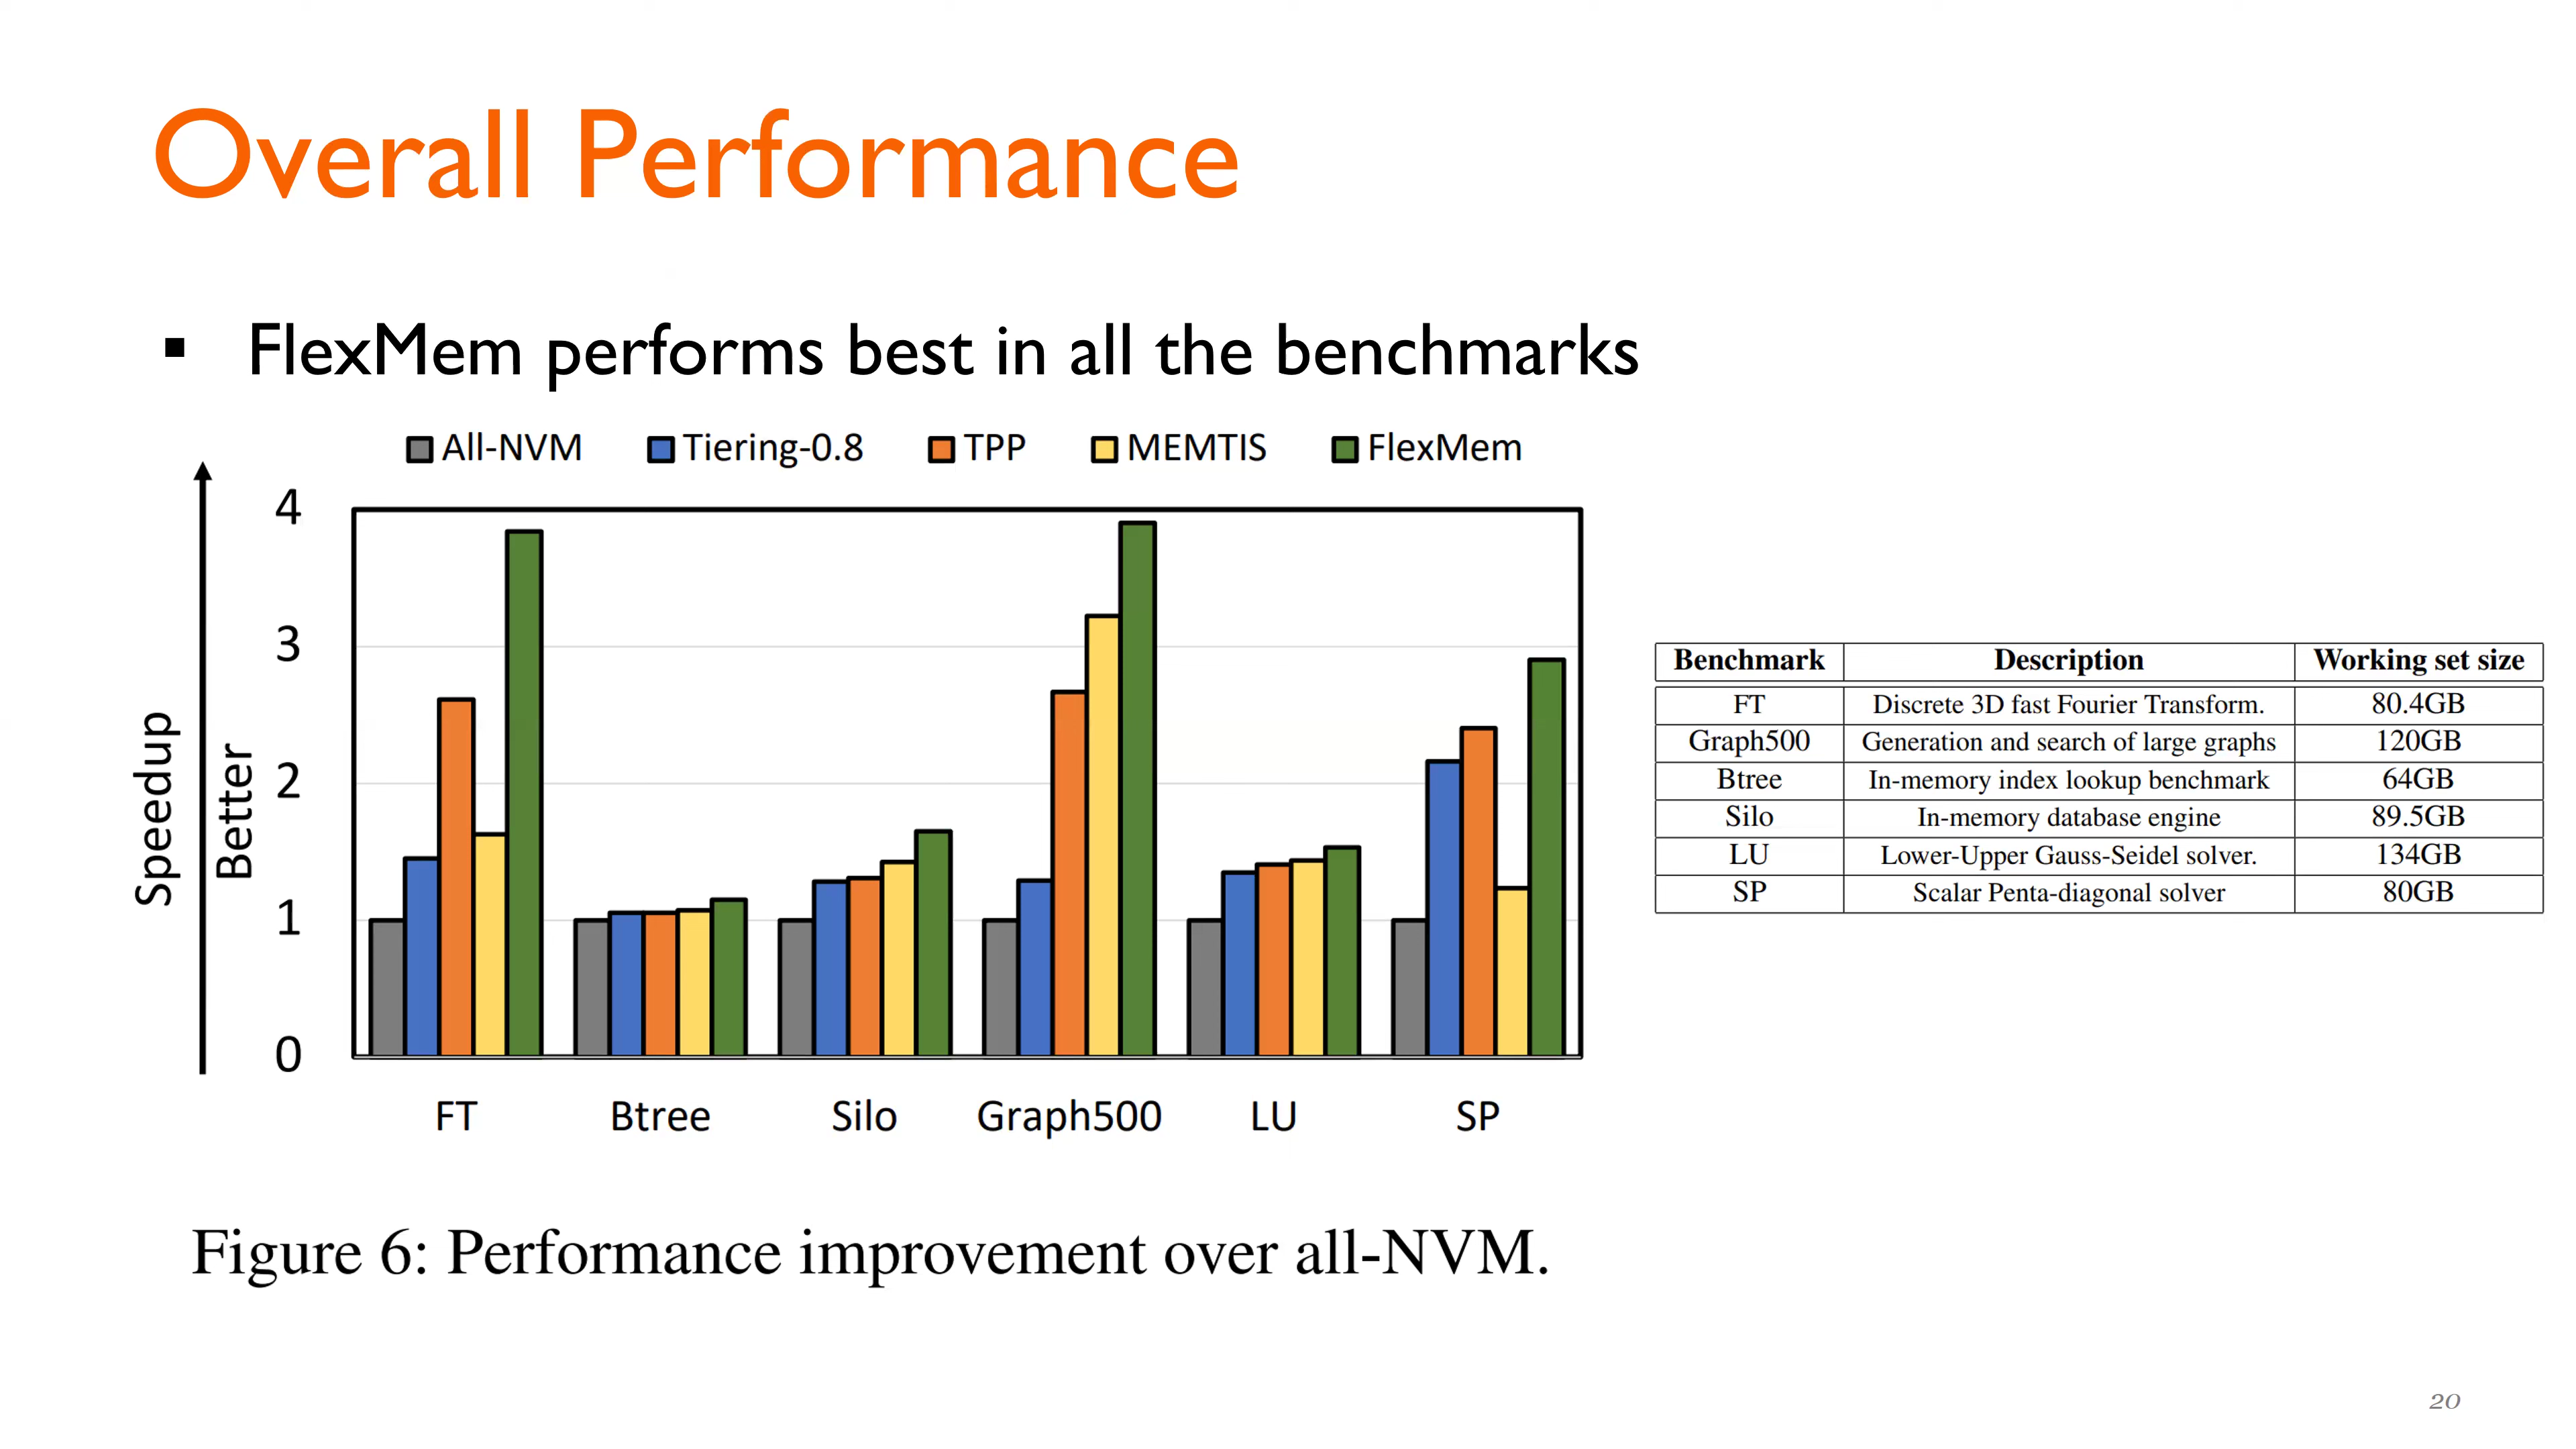 Overall Performance
▪ FlexMem performs best in all the benchmarks
All-NVM Tiering-0.8 TPP MEMTIS FlexMem
Speedup
Better
4
3
2
1
0
FT Btree Silo Graph500 LU SP
Figure 6: Performance improvement over all-NVM.
Benchmark Description Working set size
FT Discrete 3D fast Fourier Transform. 80.4GB
Graph500 Generation and search of large graphs 120GB
Btree In-memory index lookup benchmark 64GB
Silo In-memory database engine 89.5GB
LU Lower-Upper Gauss-Seidel solver. 134GB
SP Scalar Penta-diagonal solver 80GB
20